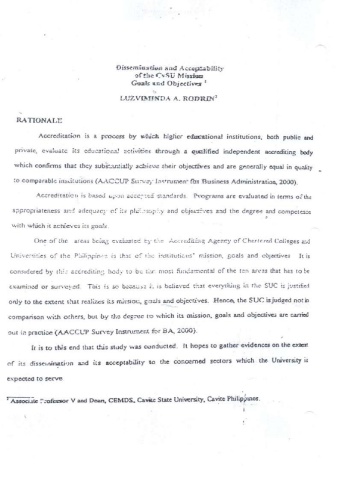 Dissemination and Acceptability
of the CvSU Mission
Goals and Objectives ¹
LUZVIMINDA A. RODRIN²
RATIONALE
Accreditation is a process by which higher educational institutions, both public and
private, evaluate its educational activities through a qualified independent accrediting body
which confirms that they substantially achieve their objectives and are generally equal in quality
to comparable institutions (AACCUP Survey Instrument for Business Administration, 2000).
Accreditation is based upon accepted standards. Programs are evaluated in terms of the
appropriateness and adequacy of its philosophy and objectives and the degree and competence
with which it achieves its goals.
One of the areas being evaluated by the Accrediting Agency of Chartered Colleges and
Universities of the Philippines is that of the institutions' mission, goals and objectives. It is
considered by this accrediting body to be the most fundamental of the ten areas that has to be
examined or surveyed. This is so because it is believed that everything in the SUC is justified
only to the extent that realizes its mission, goals and objectives. Hence, the SUC is judged not in
comparison with others, but by the degree to which its mission, goals and objectives are carried
out in practice (AACCUP Survey Instrument for BA, 2000).
It is to this end that this study was conducted. It hopes to gather evidences on the extent
of its dissemination and its acceptability to the concerned sectors which the University is
expected to serve.
² Associate Professor V and Dean, CEMDS, Cavite State University, Cavite Philippines.